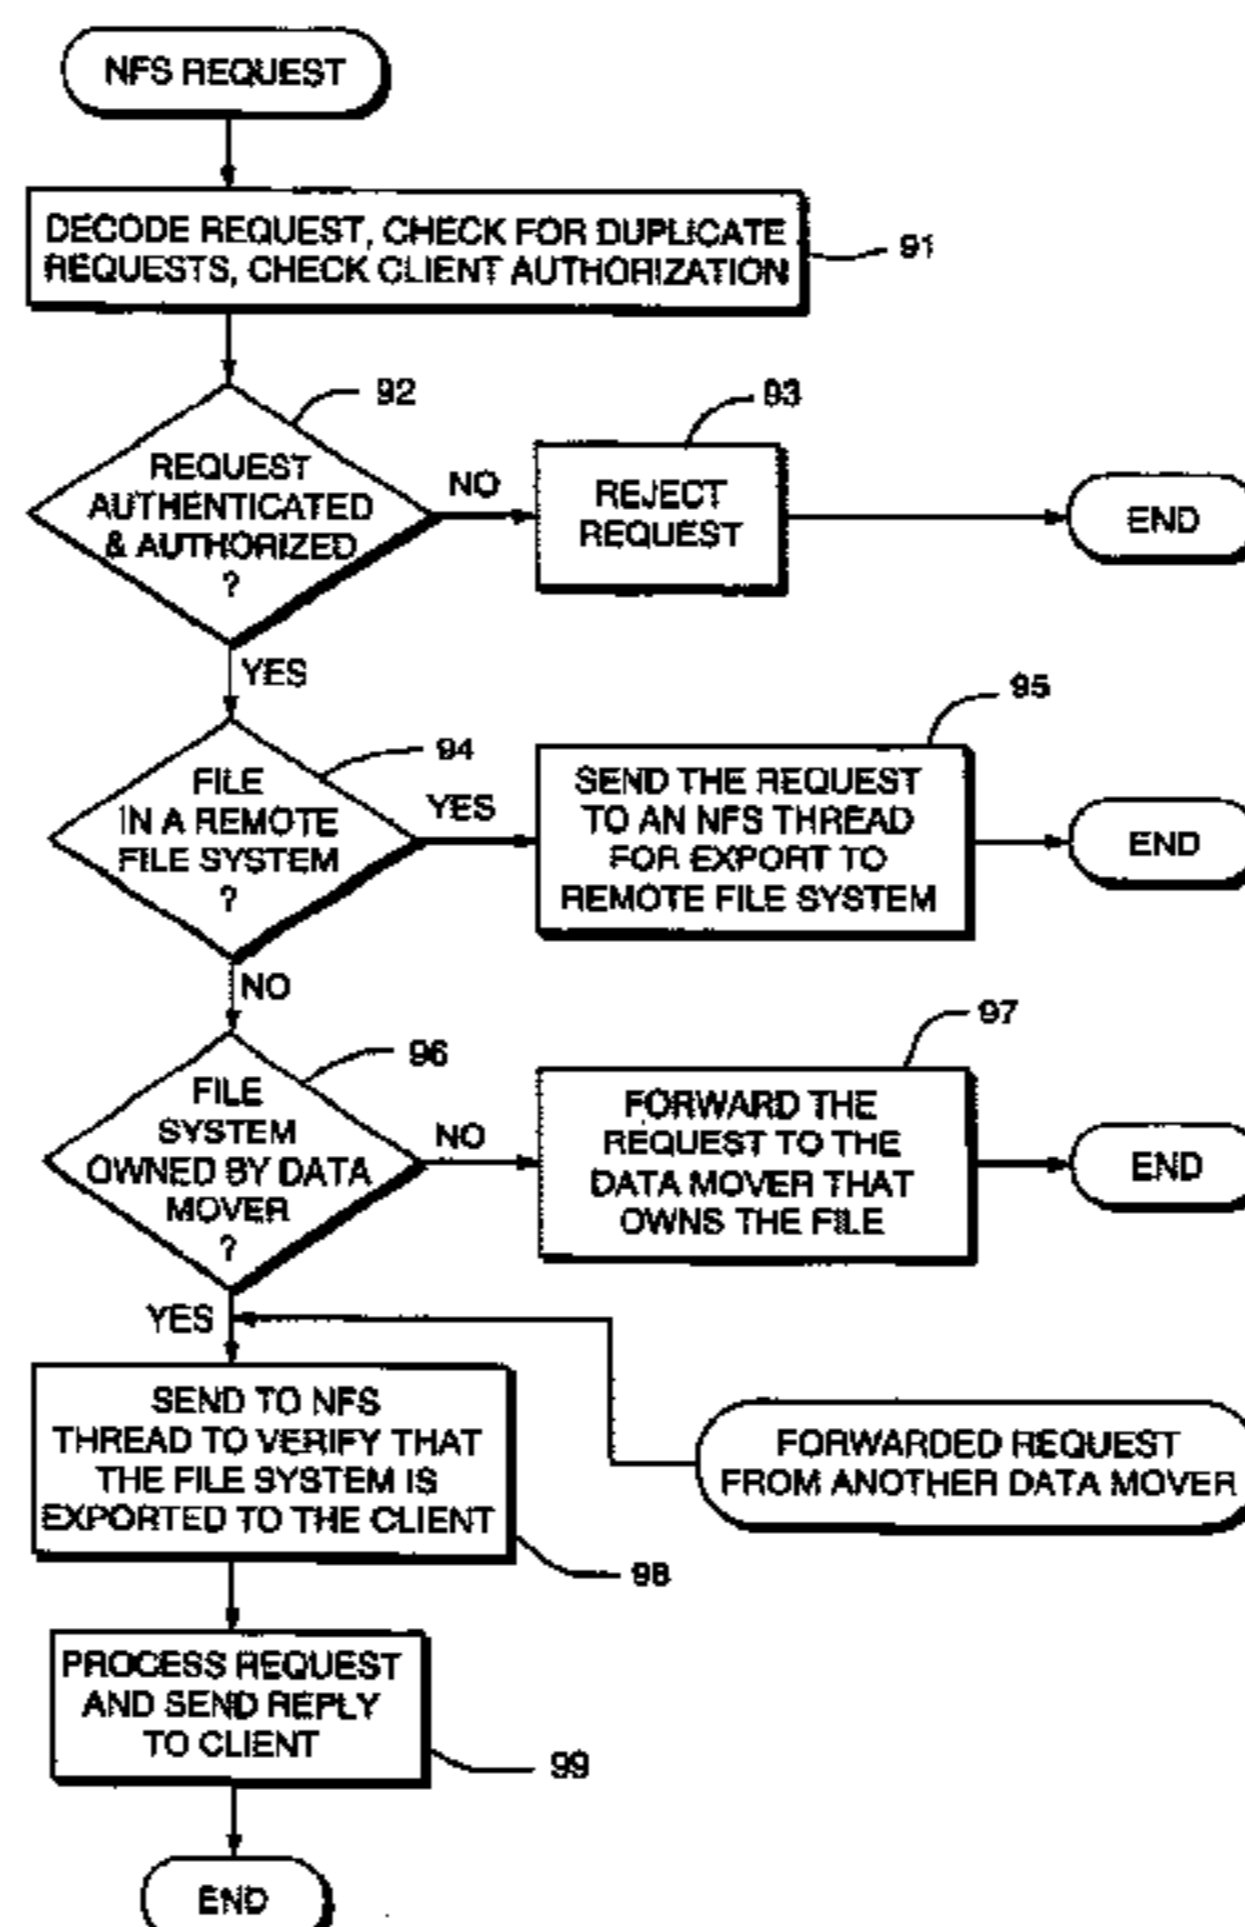 NFS REQUEST
DECODE REQUEST, CHECK FOR DUPLICATE
REQUESTS, CHECK CLIENT AUTHORIZATION
91
92
REQUEST
AUTHENTICATED
& AUTHORIZED
?
NO
93
REJECT
REQUEST
END
YES
94
FILE
IN A REMOTE
FILE SYSTEM
?
YES
95
SEND THE REQUEST
TO AN NFS THREAD
FOR EXPORT TO
REMOTE FILE SYSTEM
END
NO
96
FILE
SYSTEM
OWNED BY DATA
MOVER
?
NO
97
FORWARD THE
REQUEST TO THE
DATA MOVER THAT
OWNS THE FILE
END
YES
SEND TO NFS
THREAD TO VERIFY THAT
THE FILE SYSTEM IS
EXPORTED TO THE CLIENT
98
FORWARDED REQUEST
FROM ANOTHER DATA MOVER
PROCESS REQUEST
AND SEND REPLY
TO CLIENT
99
END